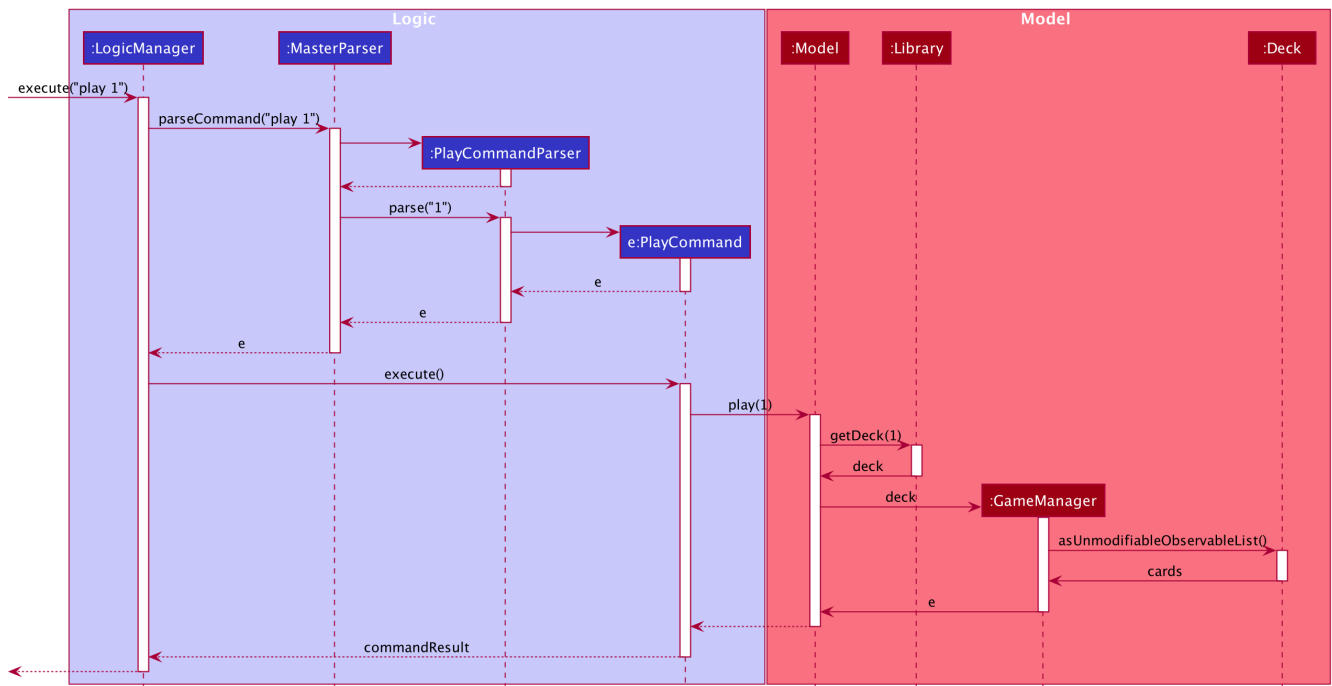 Logic
Model
:LogicManager
:MasterParser
:Model
:Library
:Deck
execute("play 1")
parseCommand("play 1")
:PlayCommandParser
parse("1")
e:PlayCommand
e
e
e
execute()
play(1)
getDeck(1)
deck
deck
:GameManager
asUnmodifiableObservableList()
cards
e
commandResult